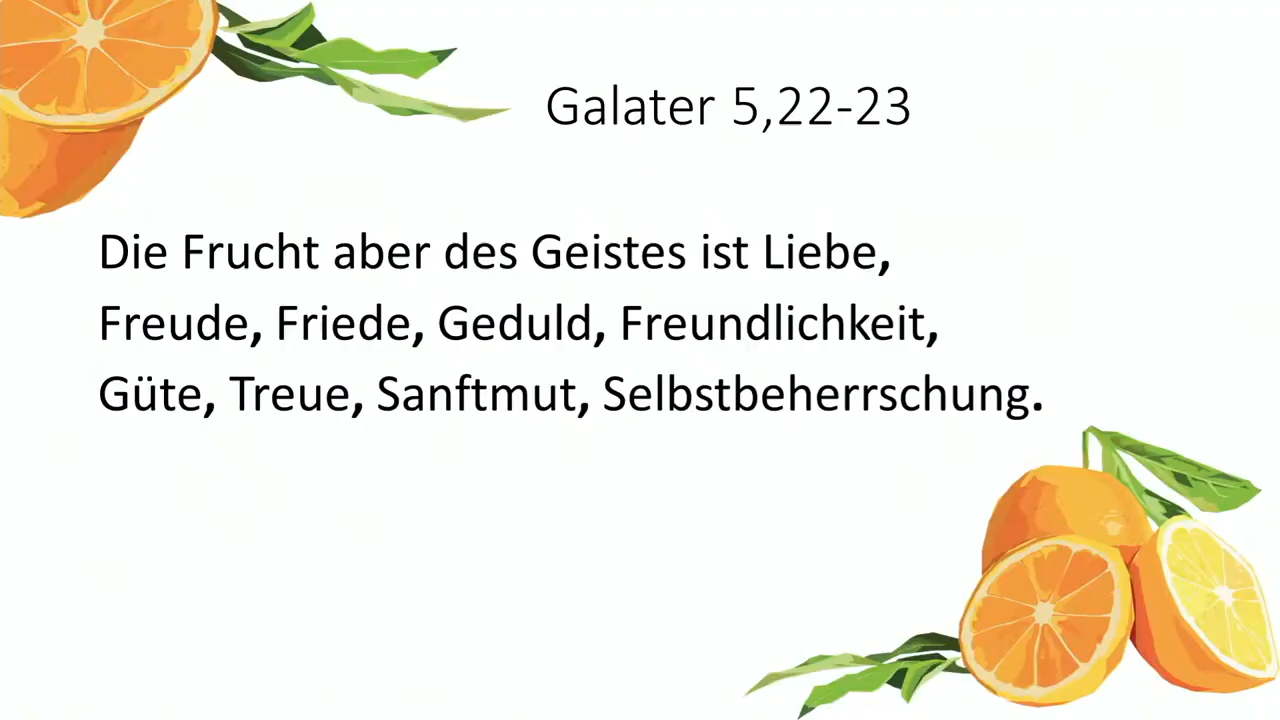 Galater 5,22-23
Die Frucht aber des Geistes ist Liebe,
Freude, Friede, Geduld, Freundlichkeit,
Güte, Treue, Sanftmut, Selbstbeherrschung.